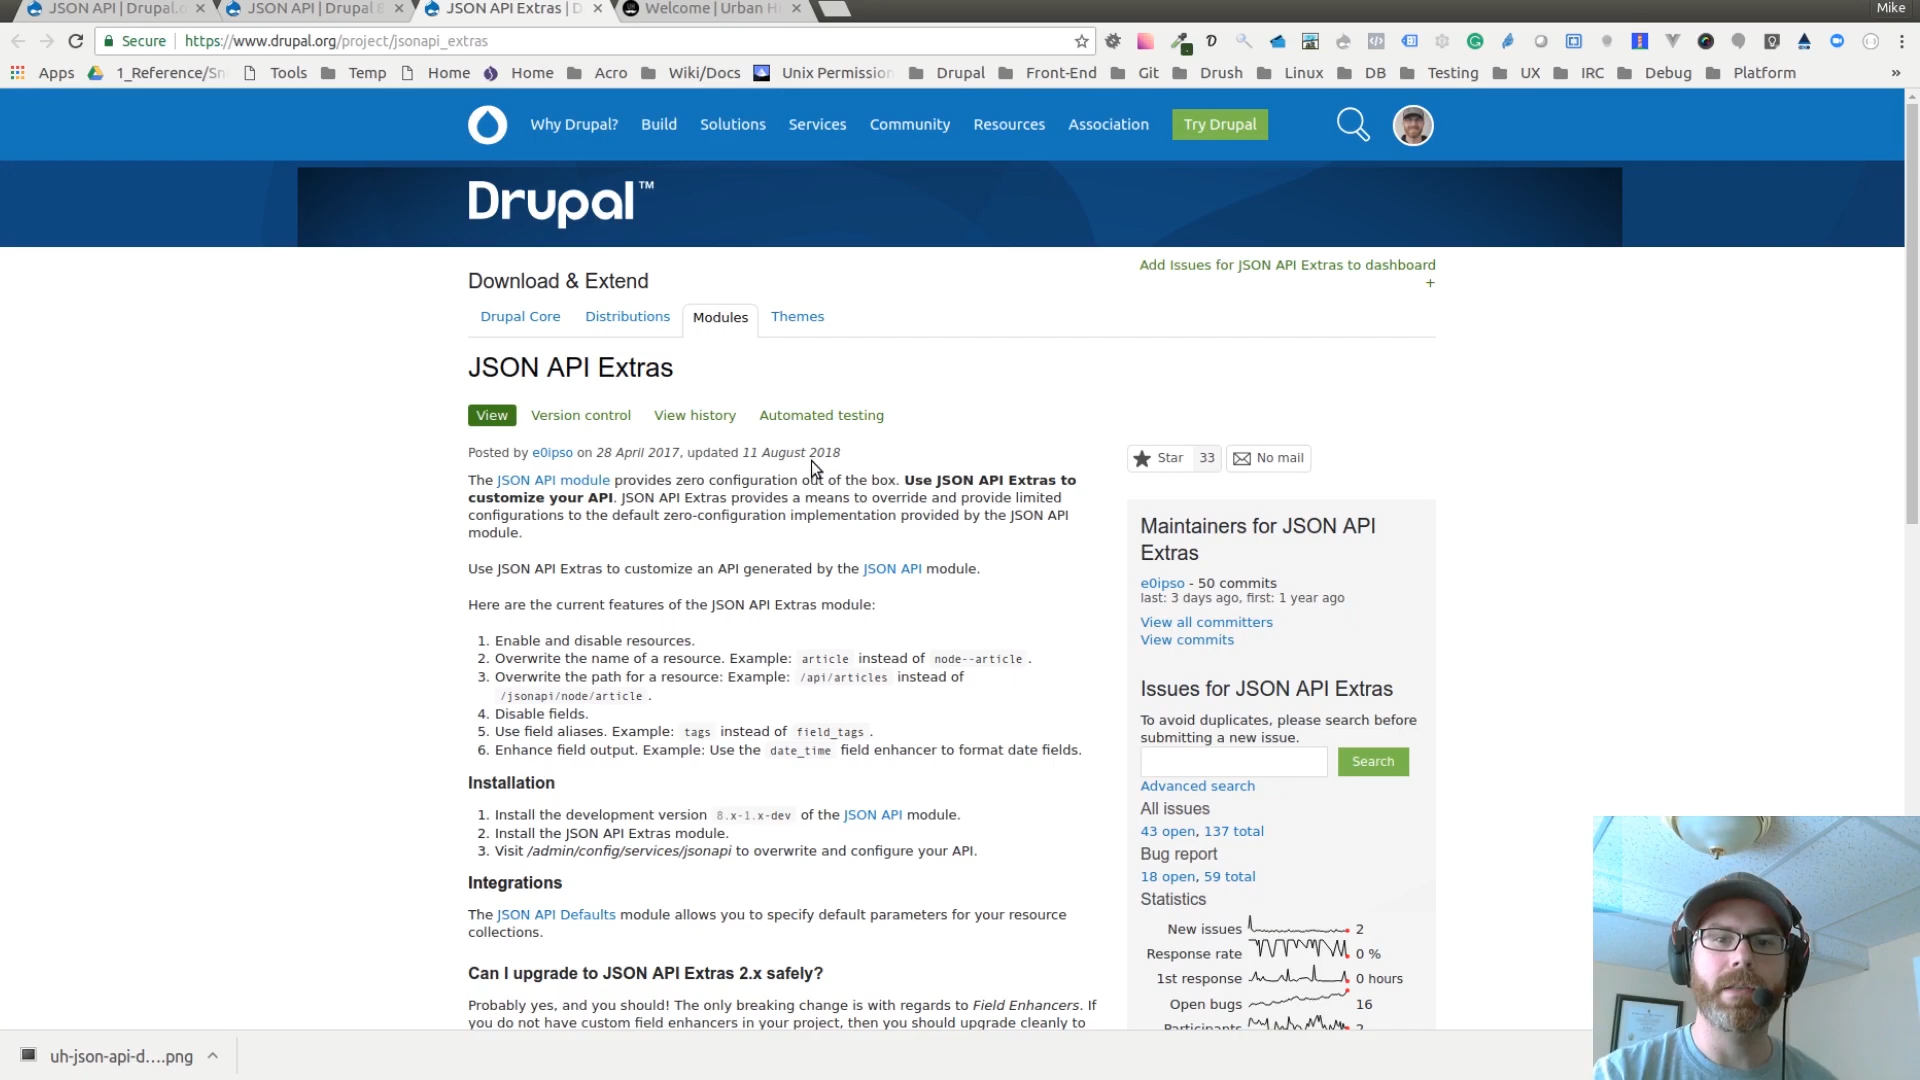 JSON API | Drupal.o
JSON API | Drupal 8
JSON API Extras | D
Welcome | Urban H
Mike
Secure
https://www.drupal.org/project/jsonapi_extras
Apps
1_Reference/Sni
Tools
Temp
Home
Home
Acro
Wiki/Docs
Unix Permission
Drupal
Front-End
Git
Drush
Linux
DB
Testing
UX
IRC
Debug
Platform
»
Why Drupal?
Build
Solutions
Services
Community
Resources
Association
Try Drupal
Drupal™
Download & Extend
Add Issues for JSON API Extras to dashboard
+
Drupal Core
Distributions
Modules
Themes
JSON API Extras
View
Version control
View history
Automated testing
Posted by e0ipso on 28 April 2017, updated 11 August 2018
Star 33
No mail
The JSON API module provides zero configuration out of the box. Use JSON API Extras to
customize your API. JSON API Extras provides a means to override and provide limited
configurations to the default zero-configuration implementation provided by the JSON API
module.
Use JSON API Extras to customize an API generated by the JSON API module.
Here are the current features of the JSON API Extras module:
1. Enable and disable resources.
2. Overwrite the name of a resource. Example: article instead of node--article .
3. Overwrite the path for a resource: Example: /api/articles instead of
/jsonapi/node/article .
4. Disable fields.
5. Use field aliases. Example: tags instead of field_tags .
6. Enhance field output. Example: Use the date_time field enhancer to format date fields.
Installation
1. Install the development version 8.x-1.x-dev of the JSON API module.
2. Install the JSON API Extras module.
3. Visit /admin/config/services/jsonapi to overwrite and configure your API.
Integrations
The JSON API Defaults module allows you to specify default parameters for your resource
collections.
Can I upgrade to JSON API Extras 2.x safely?
Probably yes, and you should! The only breaking change is with regards to Field Enhancers. If
you do not have custom field enhancers in your project, then you should upgrade cleanly to
Maintainers for JSON API
Extras
e0ipso - 50 commits
last: 3 days ago, first: 1 year ago
View all committers
View commits
Issues for JSON API Extras
To avoid duplicates, please search before
submitting a new issue.
Search
Advanced search
All issues
43 open, 137 total
Bug report
18 open, 59 total
Statistics
New issues 2
Response rate 0 %
1st response 0 hours
Open bugs 16
Participants 2
uh-json-api-d....png